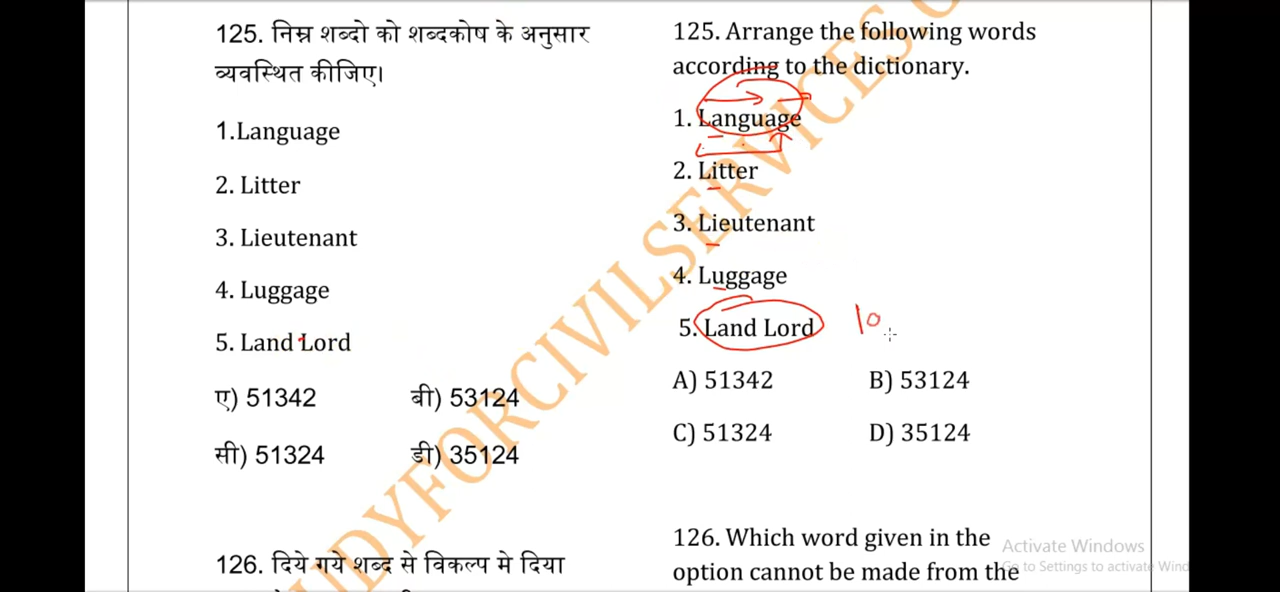 125. निम्न शब्दो को शब्दकोष के अनुसार
व्यवस्थित कीजिए।
1.Language
2. Litter
3. Lieutenant
4. Luggage
5. Land Lord
ए) 51342 बी) 53124
सी) 51324 डी) 35124
126. दिये गये शब्द से विकल्प मे दिया
125. Arrange the following words
according to the dictionary.
1. Language
2. Litter
3. Lieutenant
4. Luggage
5. Land Lord 10
A) 51342 B) 53124
C) 51324 D) 35124
126. Which word given in the
option cannot be made from the
UDYFORCIVILSERVICES
Activate Windows
Go to Settings to activate Wind